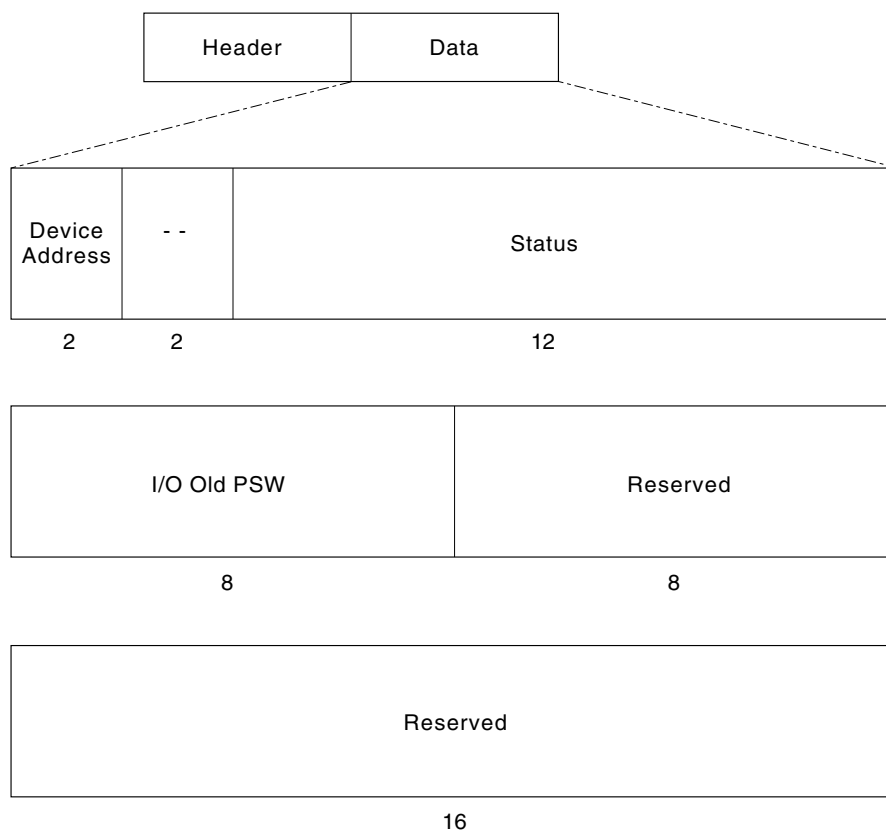 Header Data
Device Address - - Status
2 2 12
I/O Old PSW Reserved
8 8
Reserved
16